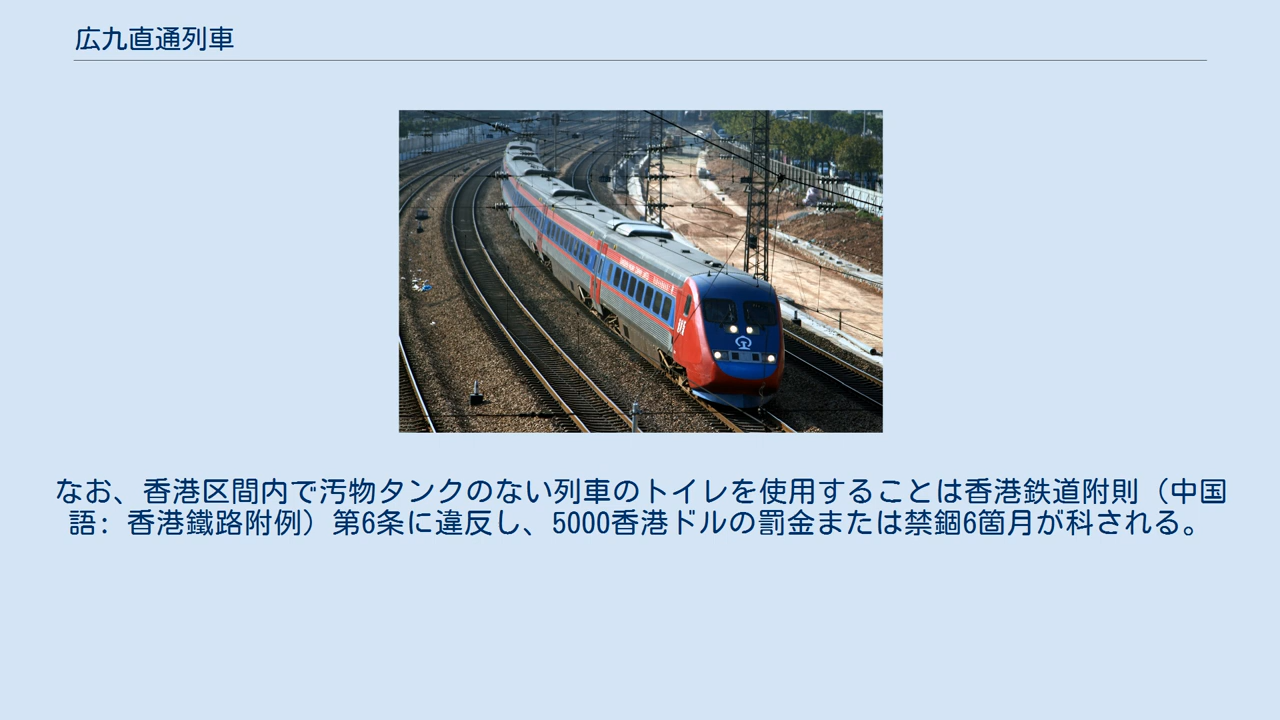 広九直通列車
なお、香港区間内で汚物タンクのない列車のトイレを使用することは香港鉄道附則（中国
語: 香港鐵路附例）第6条に違反し、5000香港ドルの罰金または禁錮6箇月が科される。